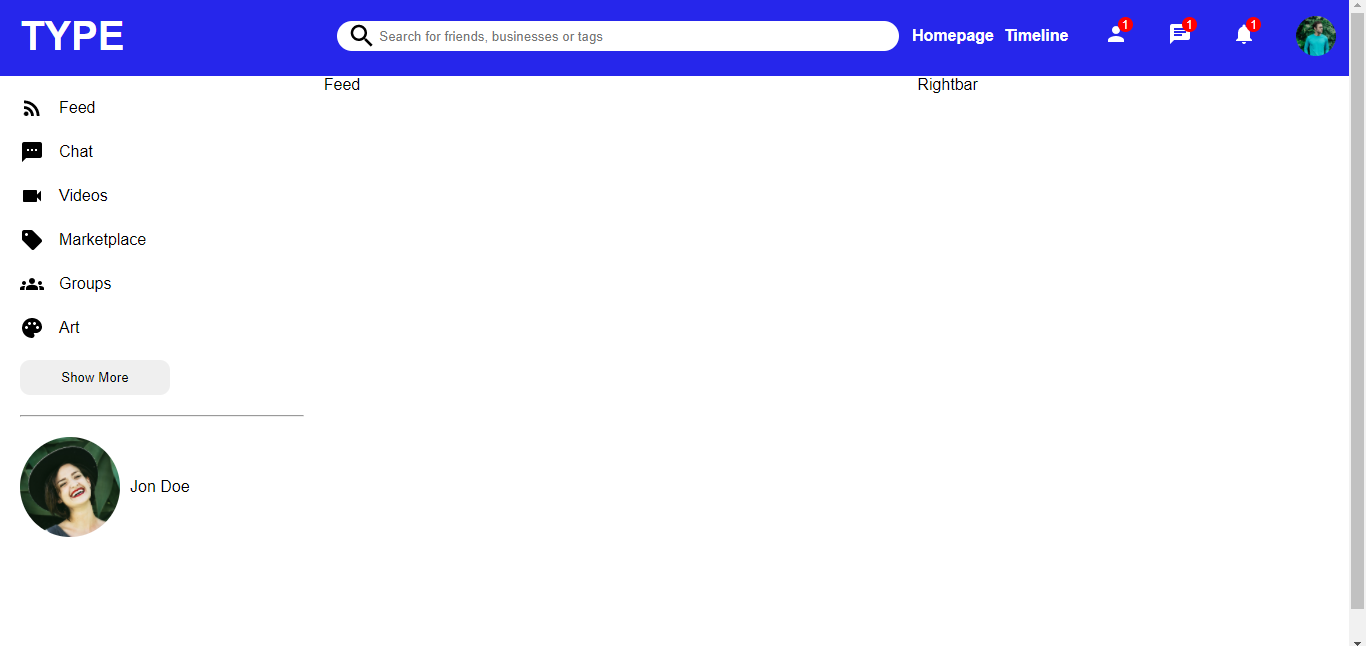 TYPE
Search for friends, businesses or tags
Homepage Timeline
1
1
1
Feed
Chat
Videos
Marketplace
Groups
Art
Show More
Jon Doe
Feed
Rightbar